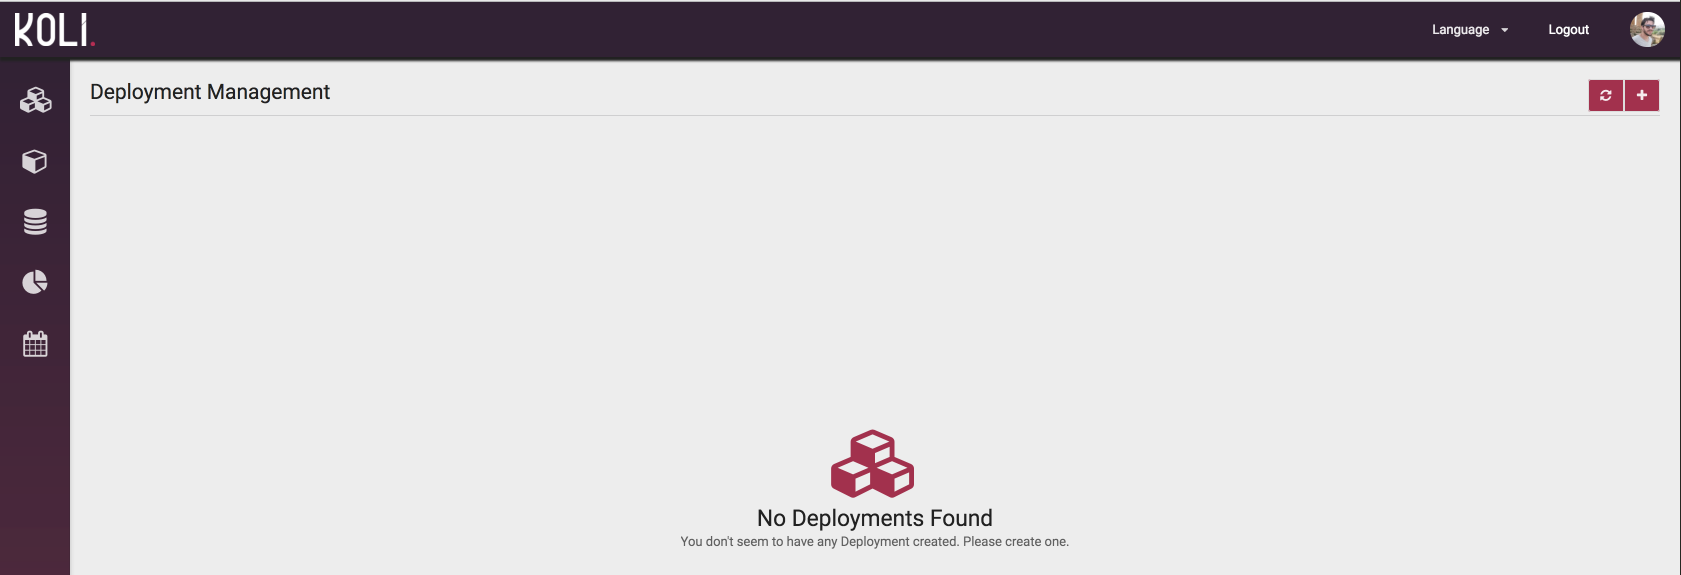 KOLI.
Language
Logout
Deployment Management
No Deployments Found
You don't seem to have any Deployment created. Please create one.